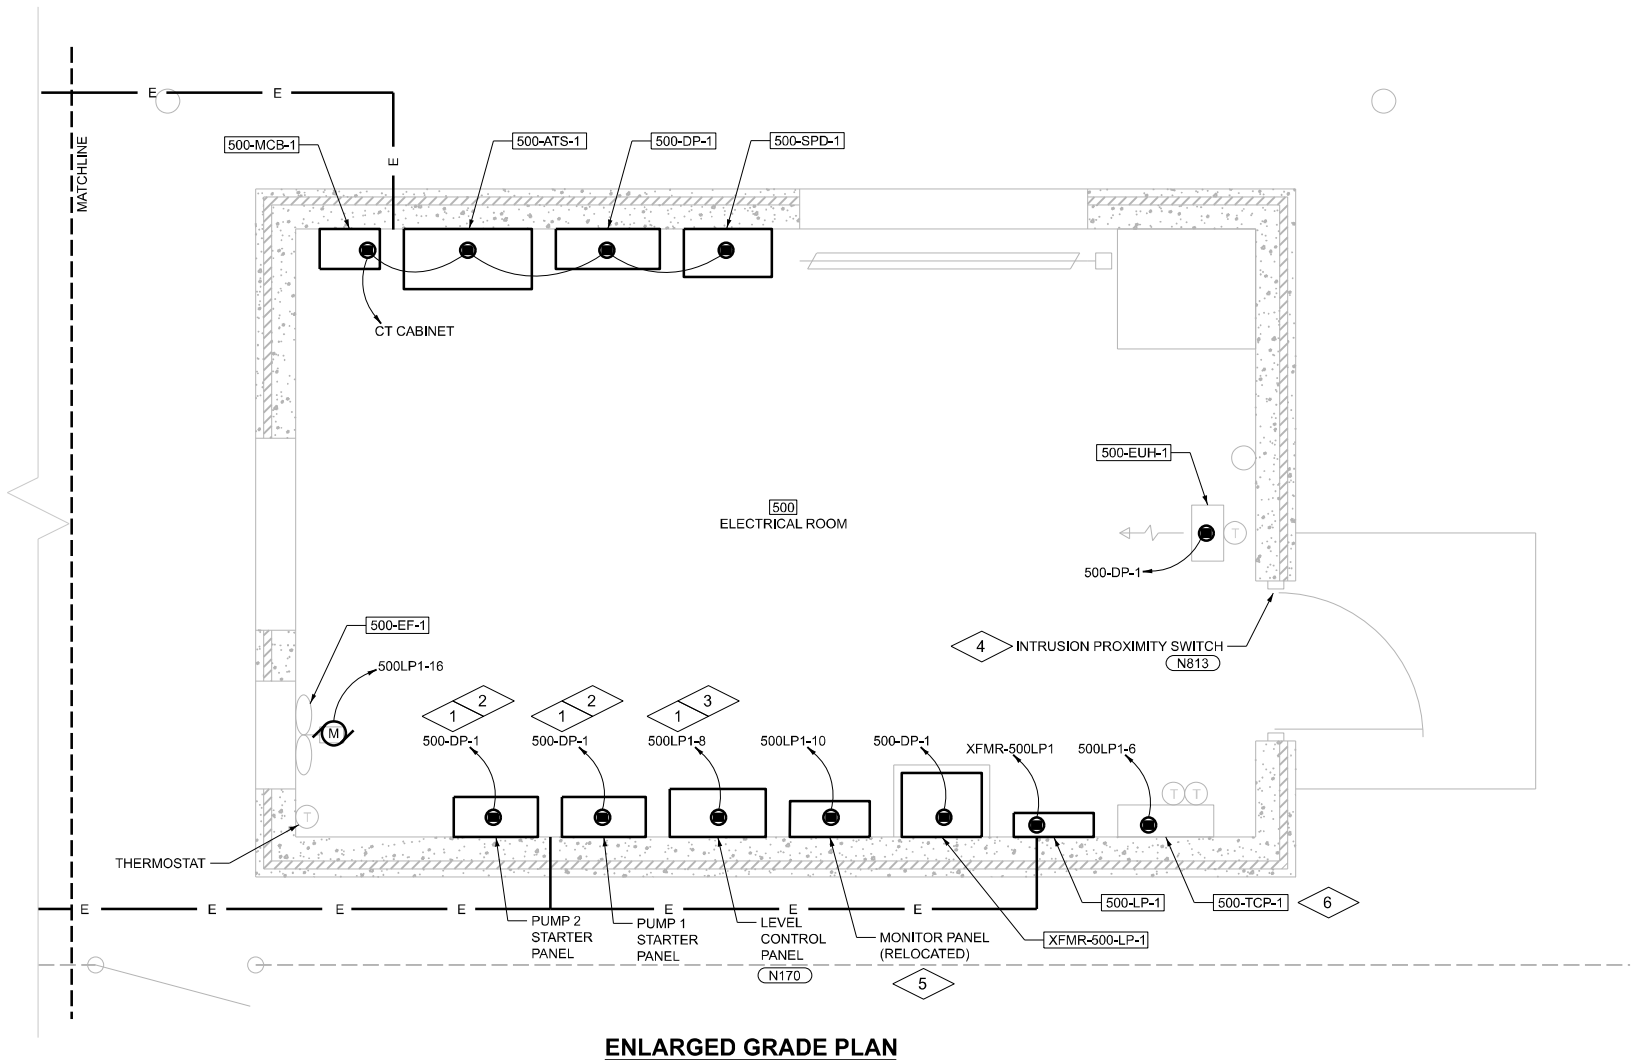 E
E
MATCHLINE
E
500-MCB-1
500-ATS-1
500-DP-1
500-SPD-1
CT CABINET
500-EUH-1
500
ELECTRICAL ROOM
T
500-DP-1
500-EF-1
4
INTRUSION PROXIMITY SWITCH
N813
500LP1-16
M
1
2
500-DP-1
1
2
500-DP-1
1
3
500LP1-8
500LP1-10
500-DP-1
XFMR-500LP1
500LP1-6
T
T
T
THERMOSTAT
E
E
E
E
E
E
E
PUMP 2
STARTER
PANEL
PUMP 1
STARTER
PANEL
LEVEL
CONTROL
PANEL
N170
MONITOR PANEL
(RELOCATED)
5
XFMR-500-LP-1
500-LP-1
500-TCP-1
6
ENLARGED GRADE PLAN